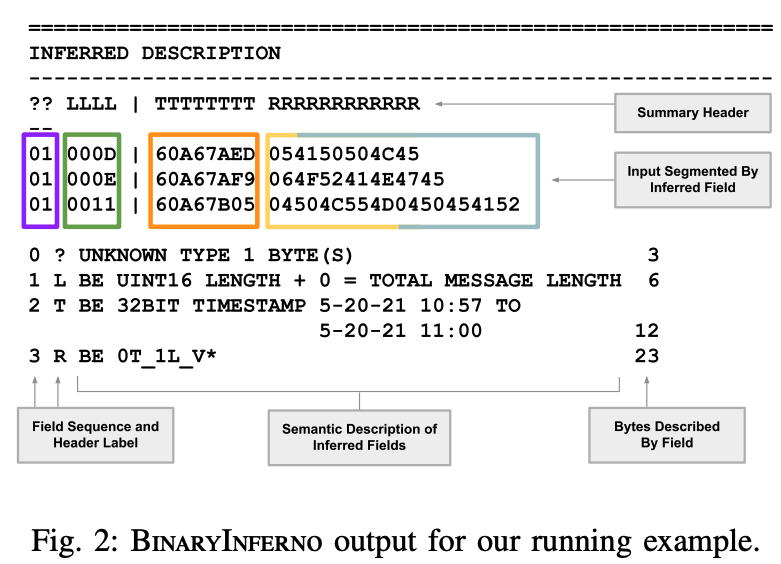 ================================================================
INFERRED DESCRIPTION
----------------------------------------------------------------
?? LLLL | TTTTTTTT RRRRRRRRRRRR
Summary Header
--
01 000D | 60A67AED 054150504C45
01 000E | 60A67AF9 064F52414E4745
01 0011 | 60A67B05 04504C554D0450454152
Input Segmented By
Inferred Field
0 ? UNKNOWN TYPE 1 BYTE(S) 3
1 L BE UINT16 LENGTH + 0 = TOTAL MESSAGE LENGTH 6
2 T BE 32BIT TIMESTAMP 5-20-21 10:57 TO
5-20-21 11:00 12
3 R BE 0T_1L_V* 23
Field Sequence and
Header Label
Semantic Description of
Inferred Fields
Bytes Described
By Field
Fig. 2: BINARYINFERNO output for our running example.